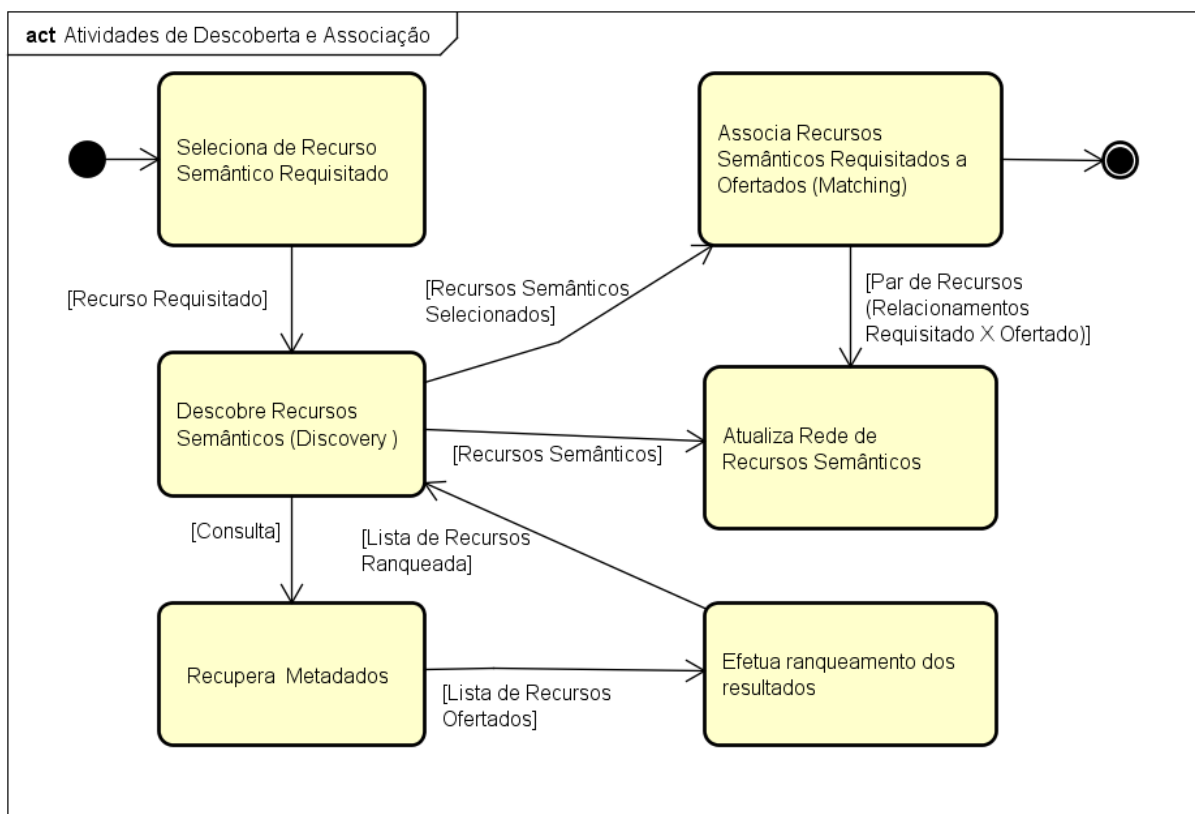 act Atividades de Descoberta e Associação
Seleciona de Recurso
Semântico Requisitado
Associa Recursos
Semânticos Requisitados a
Ofertados (Matching)
[Recurso Requisitado]
[Recursos Semânticos
Selecionados]
[Par de Recursos
(Relacionamentos
Requisitado X Ofertado)]
Descobre Recursos
Semânticos (Discovery )
[Recursos Semânticos]
Atualiza Rede de
Recursos Semânticos
[Consulta]
[Lista de Recursos
Ranqueada]
Recupera  Metadados
[Lista de Recursos
Ofertados]
Efetua ranqueamento dos
resultados